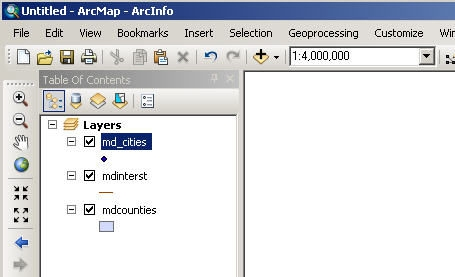 Untitled - ArcMap - ArcInfo
File Edit View Bookmarks Insert Selection Geoprocessing Customize Win
1:4,000,000
Table Of Contents
Layers
md_cities
mdinterst
mdcounties